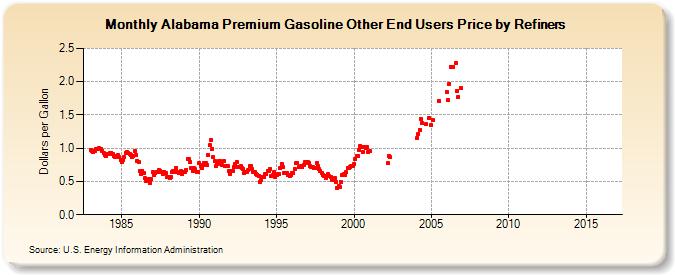 Monthly Alabama Premium Gasoline Other End Users Price by Refiners
Dollars per Gallon
2.5
2.0
1.5
1.0
0.5
0.0
1985 1990 1995 2000 2005 2010 2015
Source: U.S. Energy Information Administration